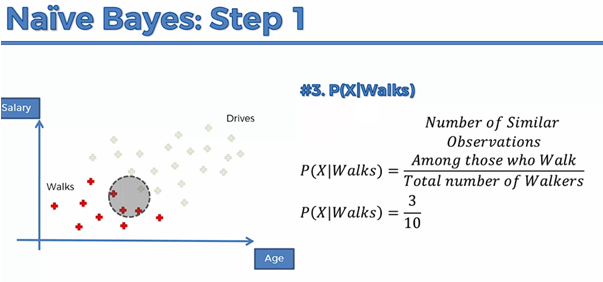 Naïve Bayes: Step 1
Salary
Drives
Walks
Age
#3. P(X|Walks)
Number of Similar
Observations
Among those who Walk
P(X|Walks) =
Total number of Walkers
3
P(X|Walks) =
10